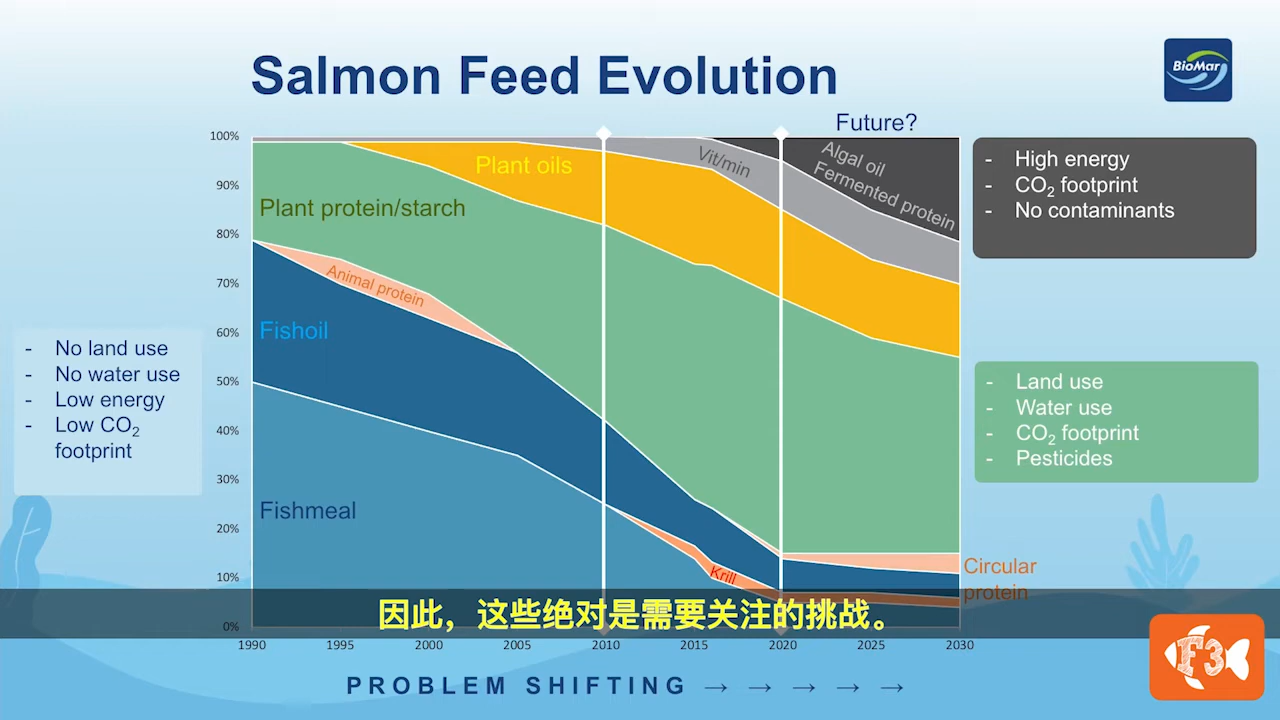 Salmon Feed Evolution
BioMar
Future?
100%
90%
80%
70%
60%
50%
40%
30%
20%
10%
0%
Plant oils
Vit/min
Algal oil
Fermented protein
Plant protein/starch
Animal protein
Fishoil
Fishmeal
Krill
Circular
protein
- High energy
- CO₂ footprint
- No contaminants
- No land use
- No water use
- Low energy
- Low CO₂
footprint
- Land use
- Water use
- CO₂ footprint
- Pesticides
因此，这些绝对是需要关注的挑战。
1990 1995 2000 2005 2010 2015 2020 2025 2030
PROBLEM SHIFTING → → → → →
F3